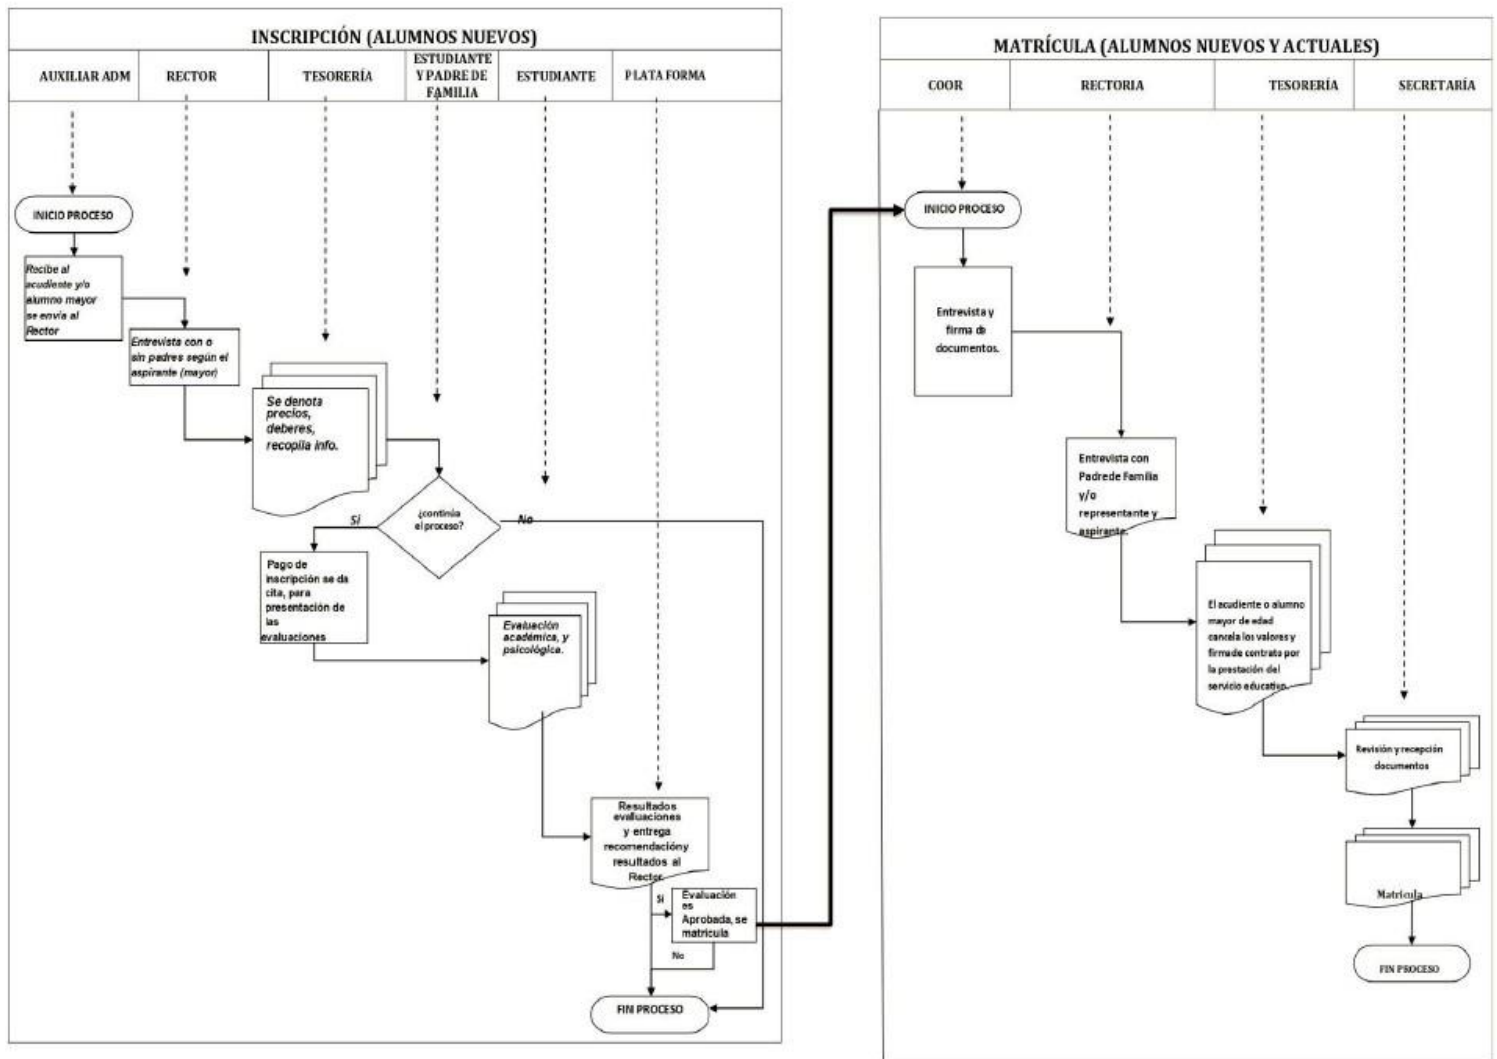 INSCRIPCIÓN (ALUMNOS NUEVOS)
AUXILIAR ADM
RECTOR
TESORERÍA
ESTUDIANTE
Y PADRE DE
FAMILIA
ESTUDIANTE
PLATA FORMA
INICIO PROCESO
Recibe al
acudiente y/o
alumno mayor
se envía al
Rector
Entrevista con o
sin padres según el
aspirante (mayor)
Se denota
precios,
deberes,
recopila info.
¿continúa
el proceso?
Si
No
Pago de
inscripción se da
cita, para
presentación de
las
evaluaciones
Evaluación
académica, y
psicológica.
Resultados
evaluaciones
y entrega
recomendación y
resultados al
Rector.
Si
Evaluación
es
Aprobada, se
matricula
No
FIN PROCESO
MATRÍCULA (ALUMNOS NUEVOS Y ACTUALES)
COOR
RECTORIA
TESORERÍA
SECRETARÍA
INICIO PROCESO
Entrevista y
firma de
documentos.
Entrevista con
Padre de Familia
y/o
representante y
aspirante.
El acudiente o alumno
mayor de edad
cancela los valores y
firma de contrato por
la prestación del
servicio educativo.
Revisión y recepción
documentos
Matrícula
FIN PROCESO